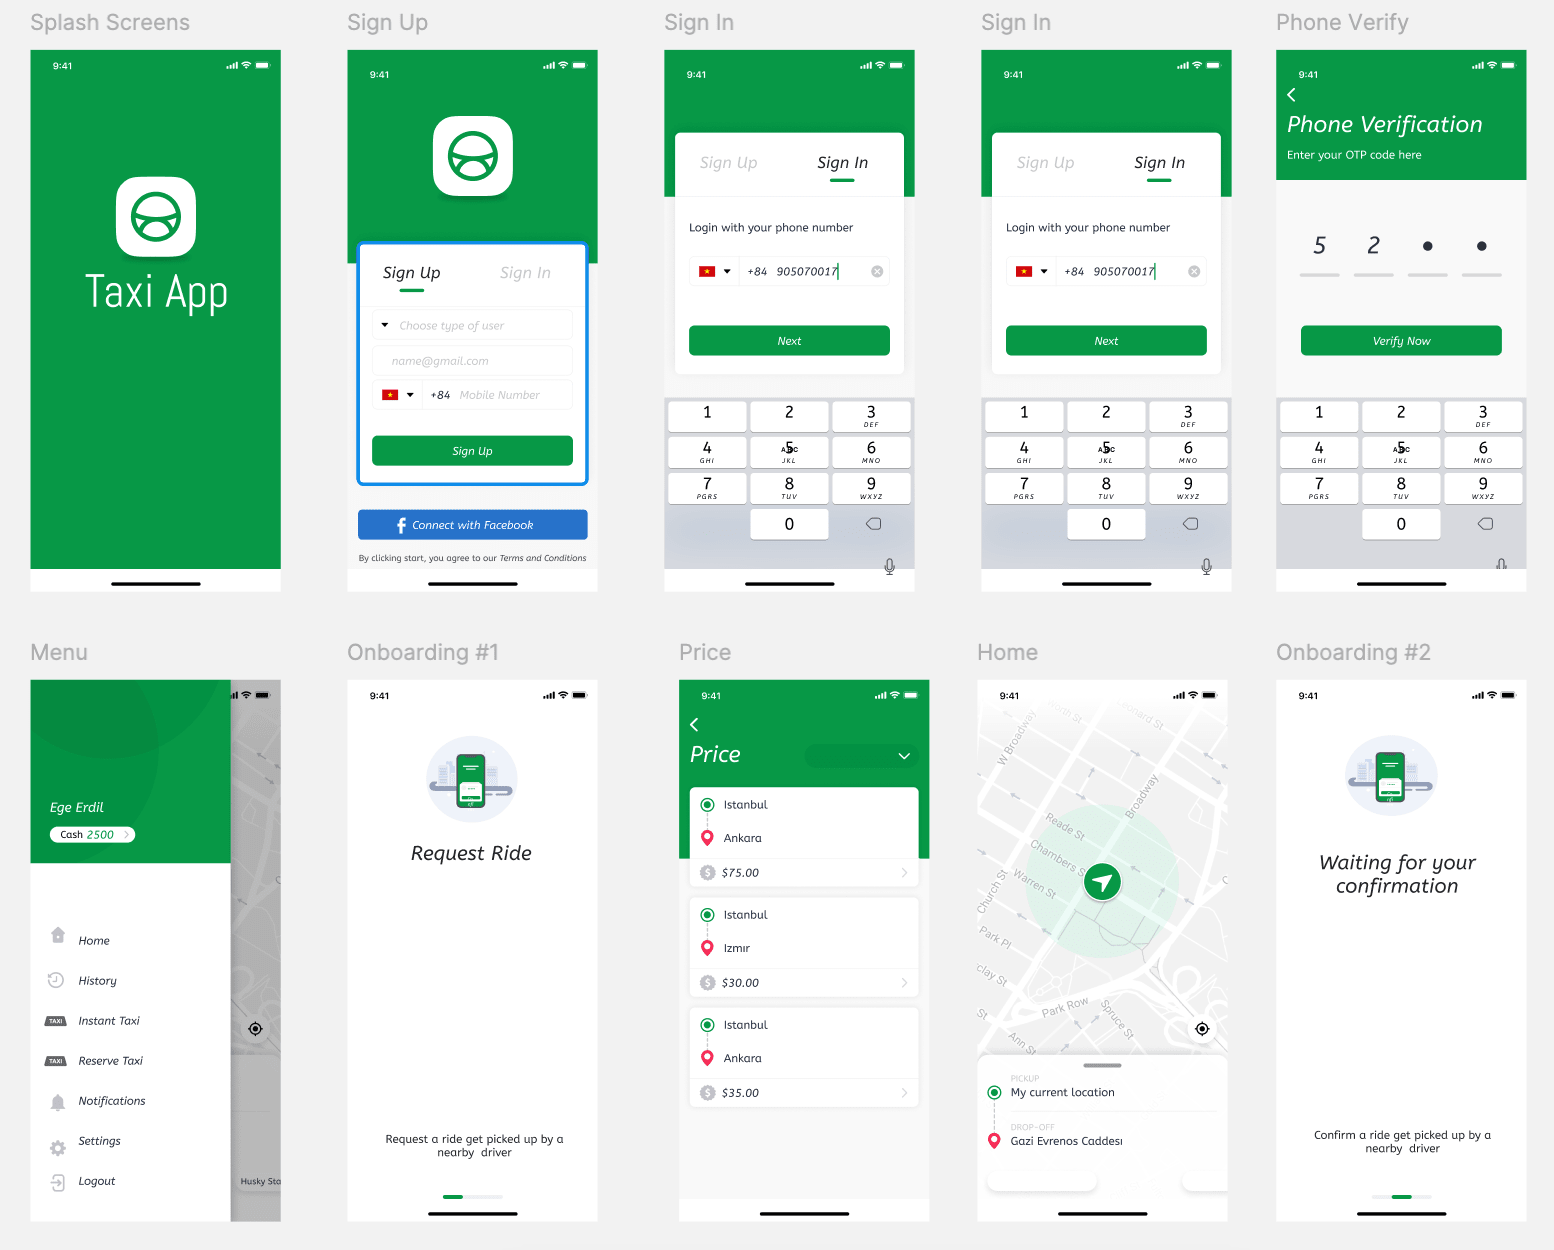 Splash Screens
9:41
Taxi App
Sign Up
9:41
Sign Up Sign In
Choose type of user
name@gmail.com
+84 Mobile Number
Sign Up
Connect with Facebook
By clicking start, you agree to our Terms and Conditions
Sign In
9:41
Sign Up Sign In
Login with your phone number
+84 905070017
Next
1 2 3
DEF
4 5 6
GHI ABC JKL MNO
7 8 9
PGRS TUV WXYZ
0
Sign In
9:41
Sign Up Sign In
Login with your phone number
+84 905070017
Next
1 2 3
DEF
4 5 6
GHI ABC JKL MNO
7 8 9
PGRS TUV WXYZ
0
Phone Verify
9:41
Phone Verification
Enter your OTP code here
5 2 • •
Verify Now
1 2 3
DEF
4 5 6
GHI ABC JKL MNO
7 8 9
PGRS TUV WXYZ
0
Menu
Ege Erdil
Cash 2500
Home
History
TAXI Instant Taxi
TAXI Reserve Taxi
Notifications
Settings
Logout
Husky Sta
Onboarding #1
9:41
Request Ride
Request a ride get picked up by a
nearby driver
Price
9:41
Price
Istanbul
Ankara
$ $75.00
Istanbul
Izmır
$ $30.00
Istanbul
Ankara
$ $35.00
Home
9:41
North St
onard St
W Broadway
Broadway
Reade St
Chambers St
Warren St
Church St
Park Pl
clay St
Park Row
Spruce St
Ann St
St
PICKUP
My current location
DROP-OFF
Gazi Evrenos Caddesı
Onboarding #2
9:41
Waiting for your
confirmation
Confirm a ride get picked up by a
nearby driver